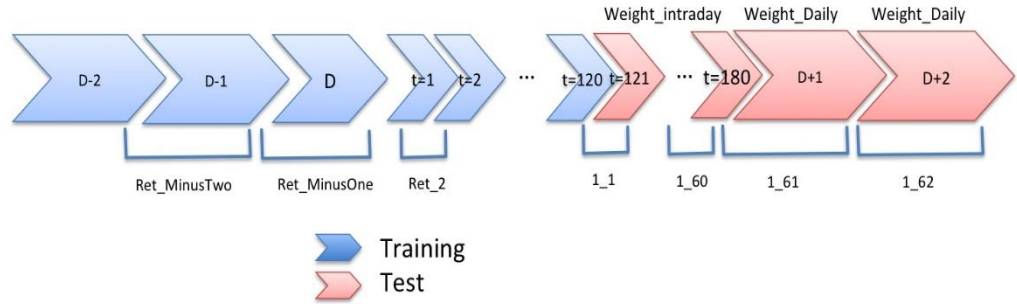 Weight_intraday Weight_Daily Weight_Daily
D-2 D-1 D t=1 t=2 ... t=120 t=121 ... t=180 D+1 D+2
Ret_MinusTwo Ret_MinusOne Ret_2 1_1 1_60 1_61 1_62
Training
Test